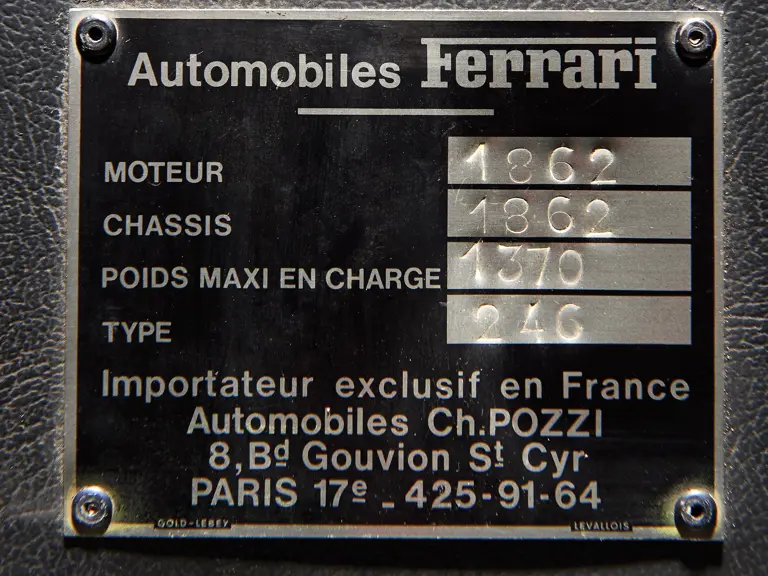 Automobiles Ferrari
MOTEUR 1862
CHASSIS 1862
POIDS MAXI EN CHARGE 1370
TYPE 246
Importateur exclusif en France
Automobiles Ch.POZZI
8,Bd Gouvion St Cyr
PARIS 17e - 425-91-64
GOLD-LEBEY LEVALLOIS